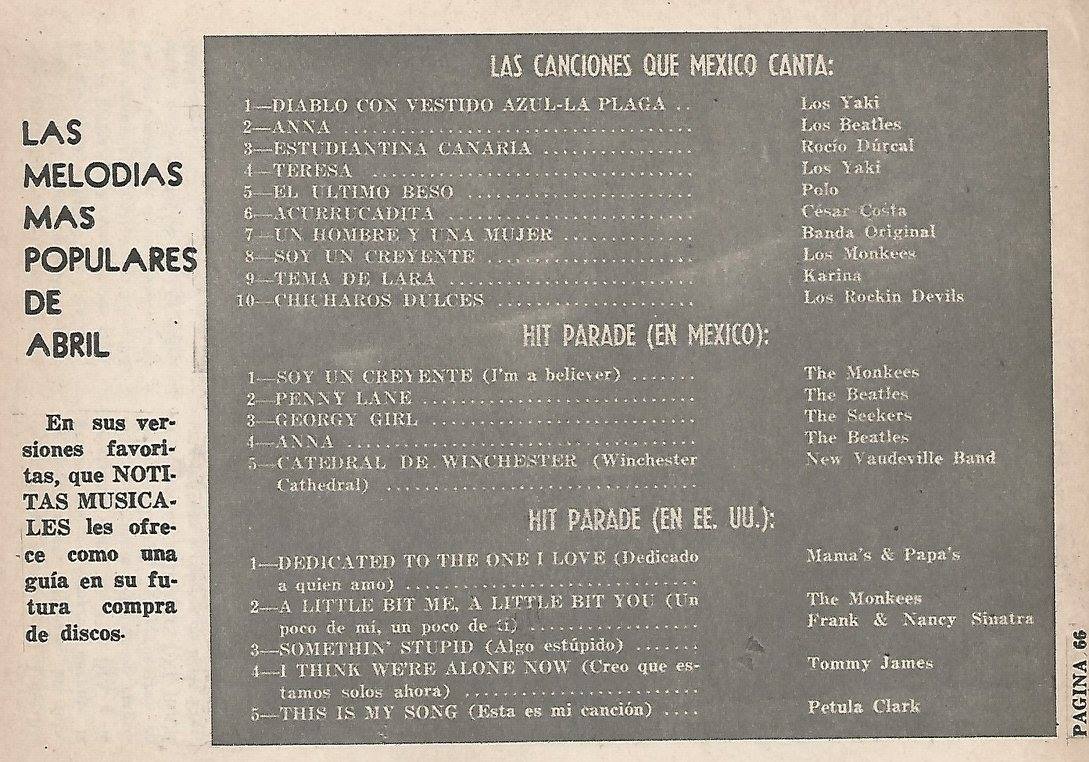 LAS
MELODIAS
MAS
POPULARES
DE
ABRIL
En sus ver-
siones favori-
tas, que NOTI-
TAS MUSICA-
LES les ofre-
ce como una
guía en su fu-
tura compra
de discos.
LAS CANCIONES QUE MEXICO CANTA:
1—DIABLO CON VESTIDO AZUL-LA PLAGA .. Los Yaki
2—ANNA ................................ Los Beatles
3—ESTUDIANTINA CANARIA ............... Rocío Dúrcal
4—TERESA ............................... Los Yaki
5—EL ULTIMO BESO ...................... Polo
6—ACURRUCADITA ....................... César Costa
7—UN HOMBRE Y UNA MUJER ............ Banda Original
8—SOY UN CREYENTE ................... Los Monkees
9—TEMA DE LARA ........................ Karina
10—CHICHAROS DULCES .................. Los Rockin Devils
HIT PARADE (EN MEXICO):
1—SOY UN CREYENTE (I'm a believer) ....... The Monkees
2—PENNY LANE .......................... The Beatles
3—GEORGY GIRL ......................... The Seekers
4—ANNA ................................ The Beatles
5—CATEDRAL DE WINCHESTER (Winchester New Vaudeville Band
Cathedral) .............................
HIT PARADE (EN EE. UU.):
1—DEDICATED TO THE ONE I LOVE (Dedicado Mama's & Papa's
a quien amo) ............................
2—A LITTLE BIT ME, A LITTLE BIT YOU (Un The Monkees
poco de mí, un poco de ti) ................ Frank & Nancy Sinatra
3—SOMETHIN' STUPID (Algo estúpido) .......
4—I THINK WE'RE ALONE NOW (Creo que es- Tommy James
tamos solos ahora) ......................
5—THIS IS MY SONG (Esta es mi canción) .... Petula Clark
PAGINA 66